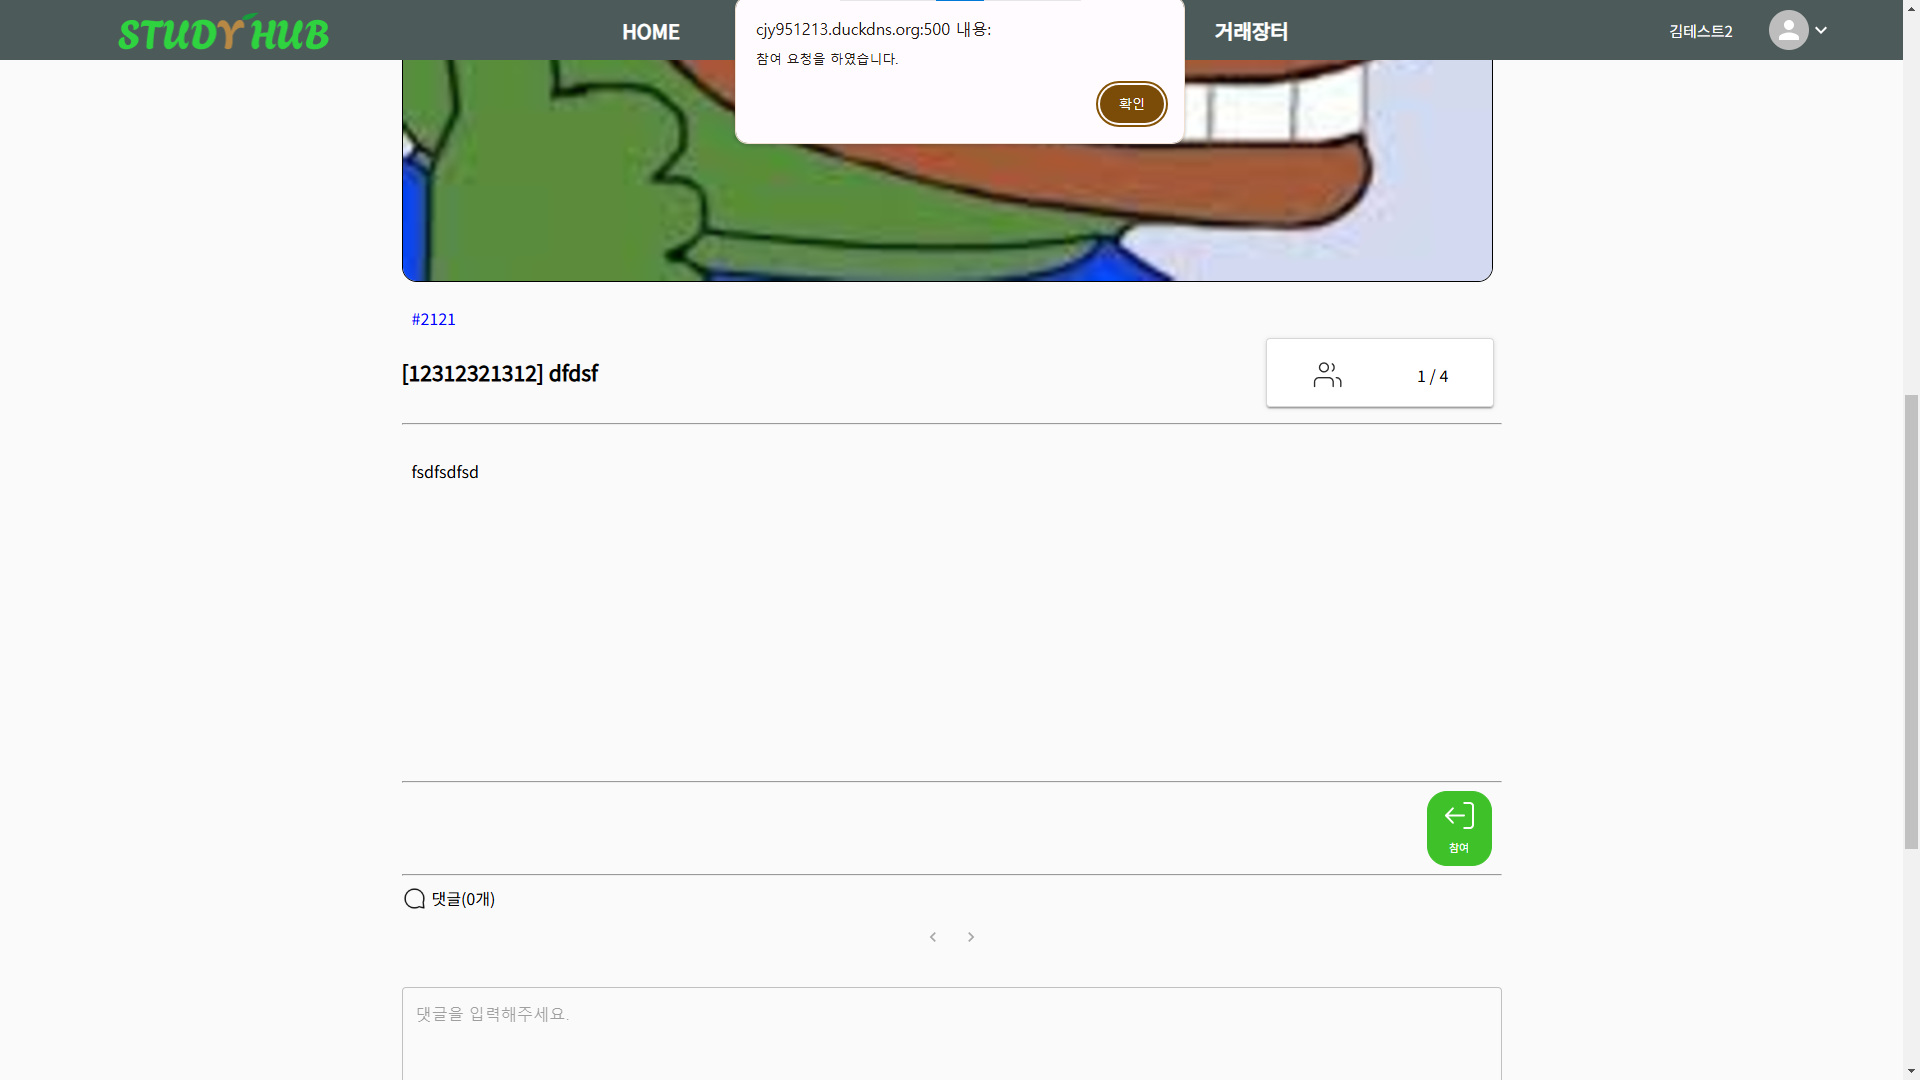 STUDY HUB
HOME
거래장터
김테스트2
cjy951213.duckdns.org:500 내용:
참여 요청을 하였습니다.
확인
#2121
[12312321312] dfdsf
1 / 4
fsdfsdfsd
참여
댓글(0개)
댓글을 입력해주세요.